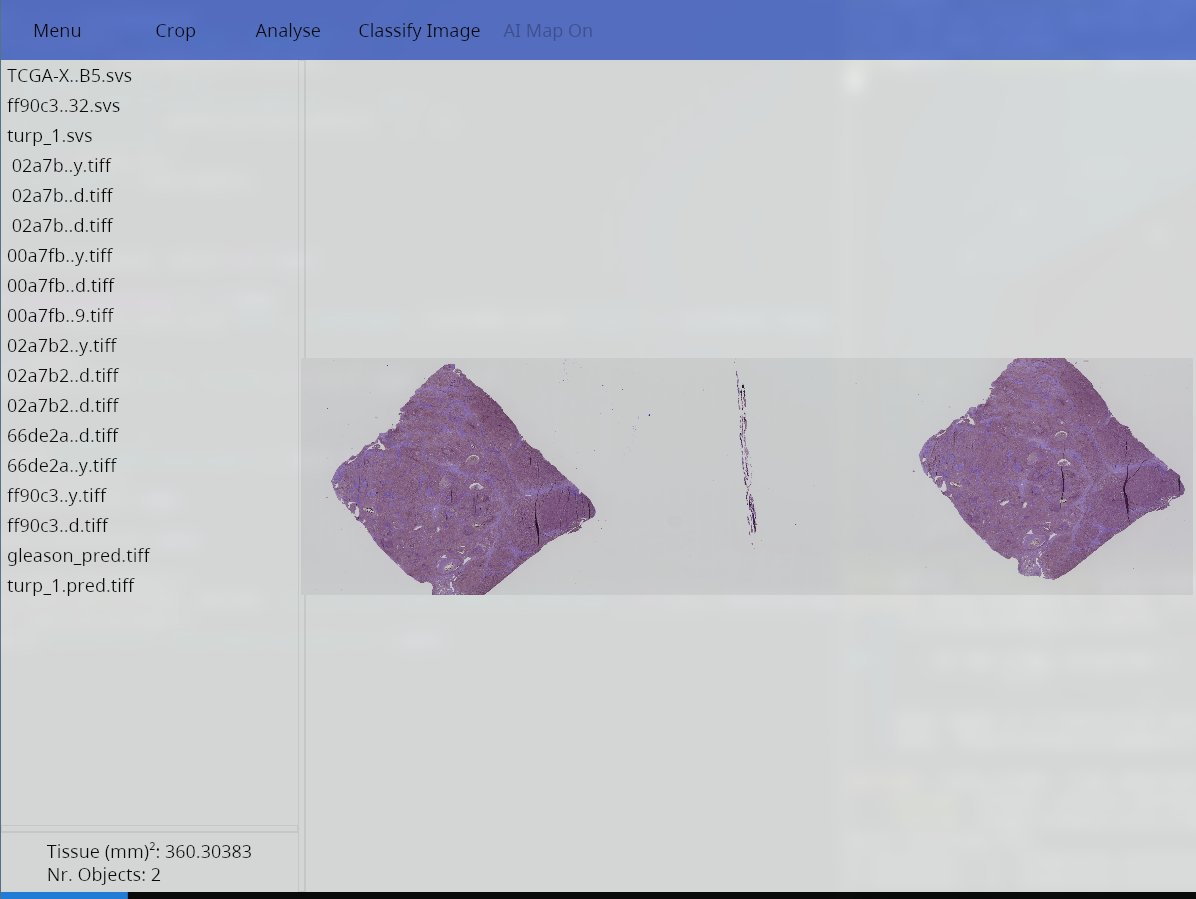 Menu Crop Analyse Classify Image AI Map On
TCGA-X..B5.svs
ff90c3..32.svs
turp_1.svs
02a7b..y.tiff
02a7b..d.tiff
02a7b..d.tiff
00a7fb..y.tiff
00a7fb..d.tiff
00a7fb..9.tiff
02a7b2..y.tiff
02a7b2..d.tiff
02a7b2..d.tiff
66de2a..d.tiff
66de2a..y.tiff
ff90c3..y.tiff
ff90c3..d.tiff
gleason_pred.tiff
turp_1.pred.tiff
Tissue (mm)²: 360.30383
Nr. Objects: 2